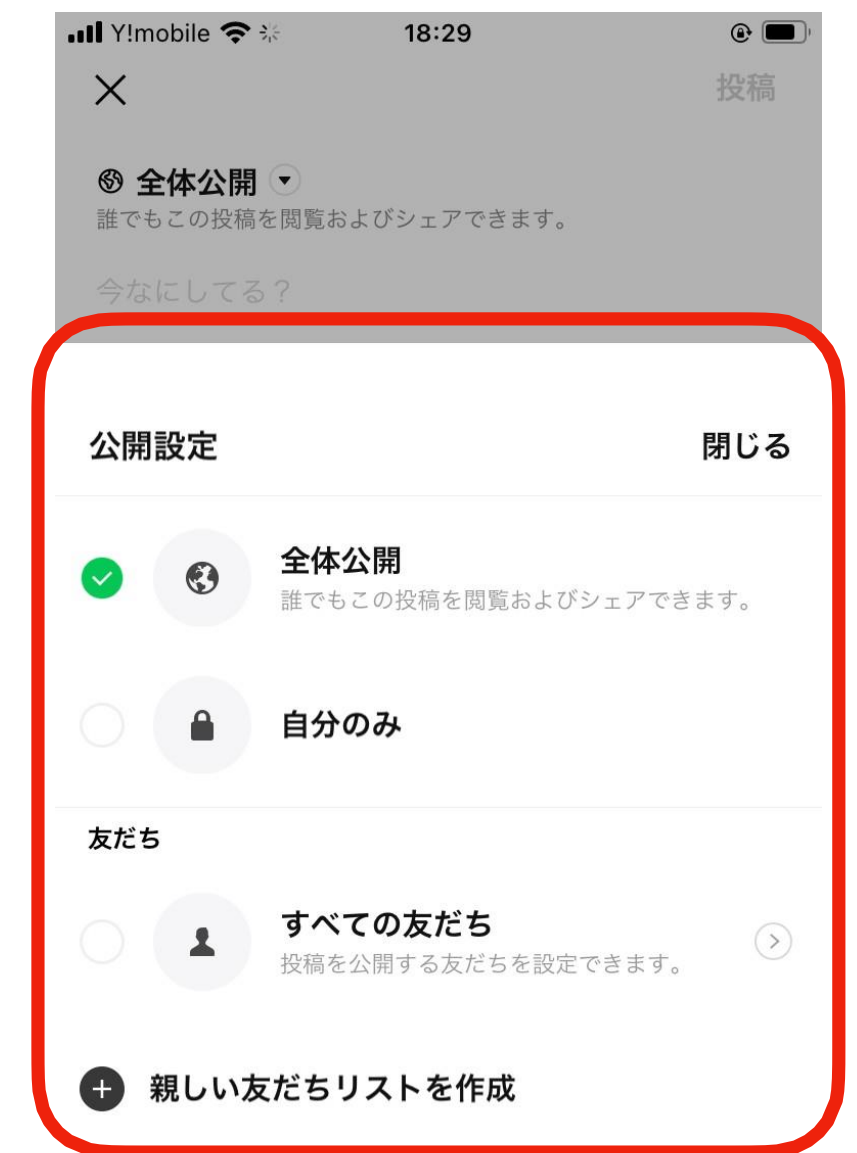 Y!mobile 18:29
投稿
全体公開
誰でもこの投稿を閲覧およびシェアできます。
今なにしてる？
公開設定 閉じる
全体公開
誰でもこの投稿を閲覧およびシェアできます。
自分のみ
友だち
すべての友だち
投稿を公開する友だちを設定できます。
親しい友だちリストを作成